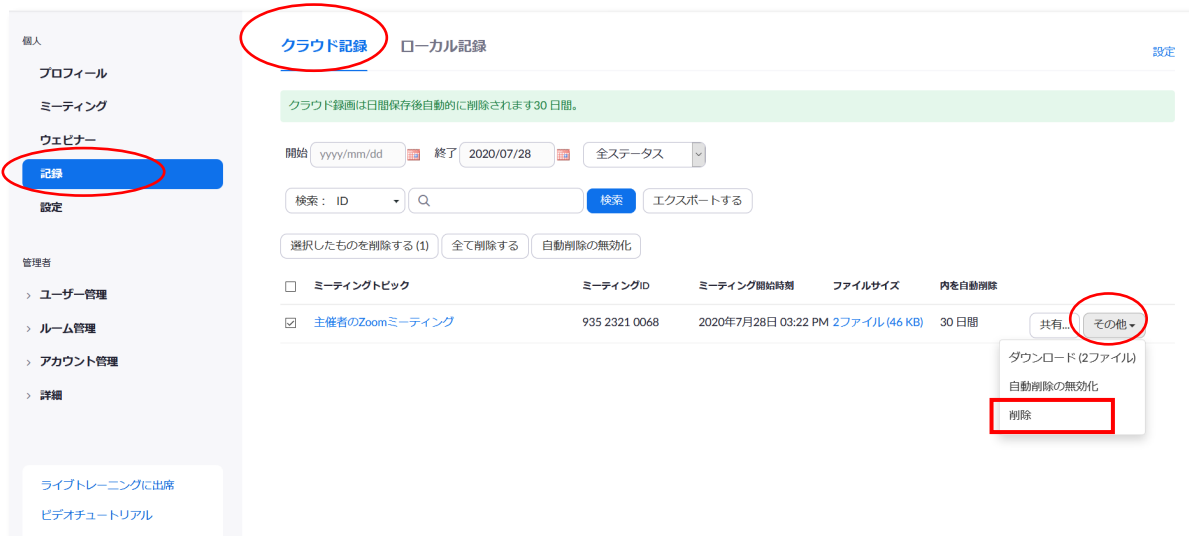 個人
プロフィール
ミーティング
ウェビナー
記録
設定
管理者
ユーザー管理
ルーム管理
アカウント管理
詳細
ライブトレーニングに出席
ビデオチュートリアル
クラウド記録 ローカル記録
設定
クラウド録画は日間保存後自動的に削除されます30 日間。
開始 yyyy/mm/dd 終了 2020/07/28 全ステータス
検索： ID 検索 エクスポートする
選択したものを削除する (1) 全て削除する 自動削除の無効化
ミーティングトピック ミーティングID ミーティング開始時刻 ファイルサイズ 内を自動削除
主催者のZoomミーティング 935 2321 0068 2020年7月28日 03:22 PM 2ファイル (46 KB) 30 日間 共有... その他
ダウンロード (2ファイル)
自動削除の無効化
削除